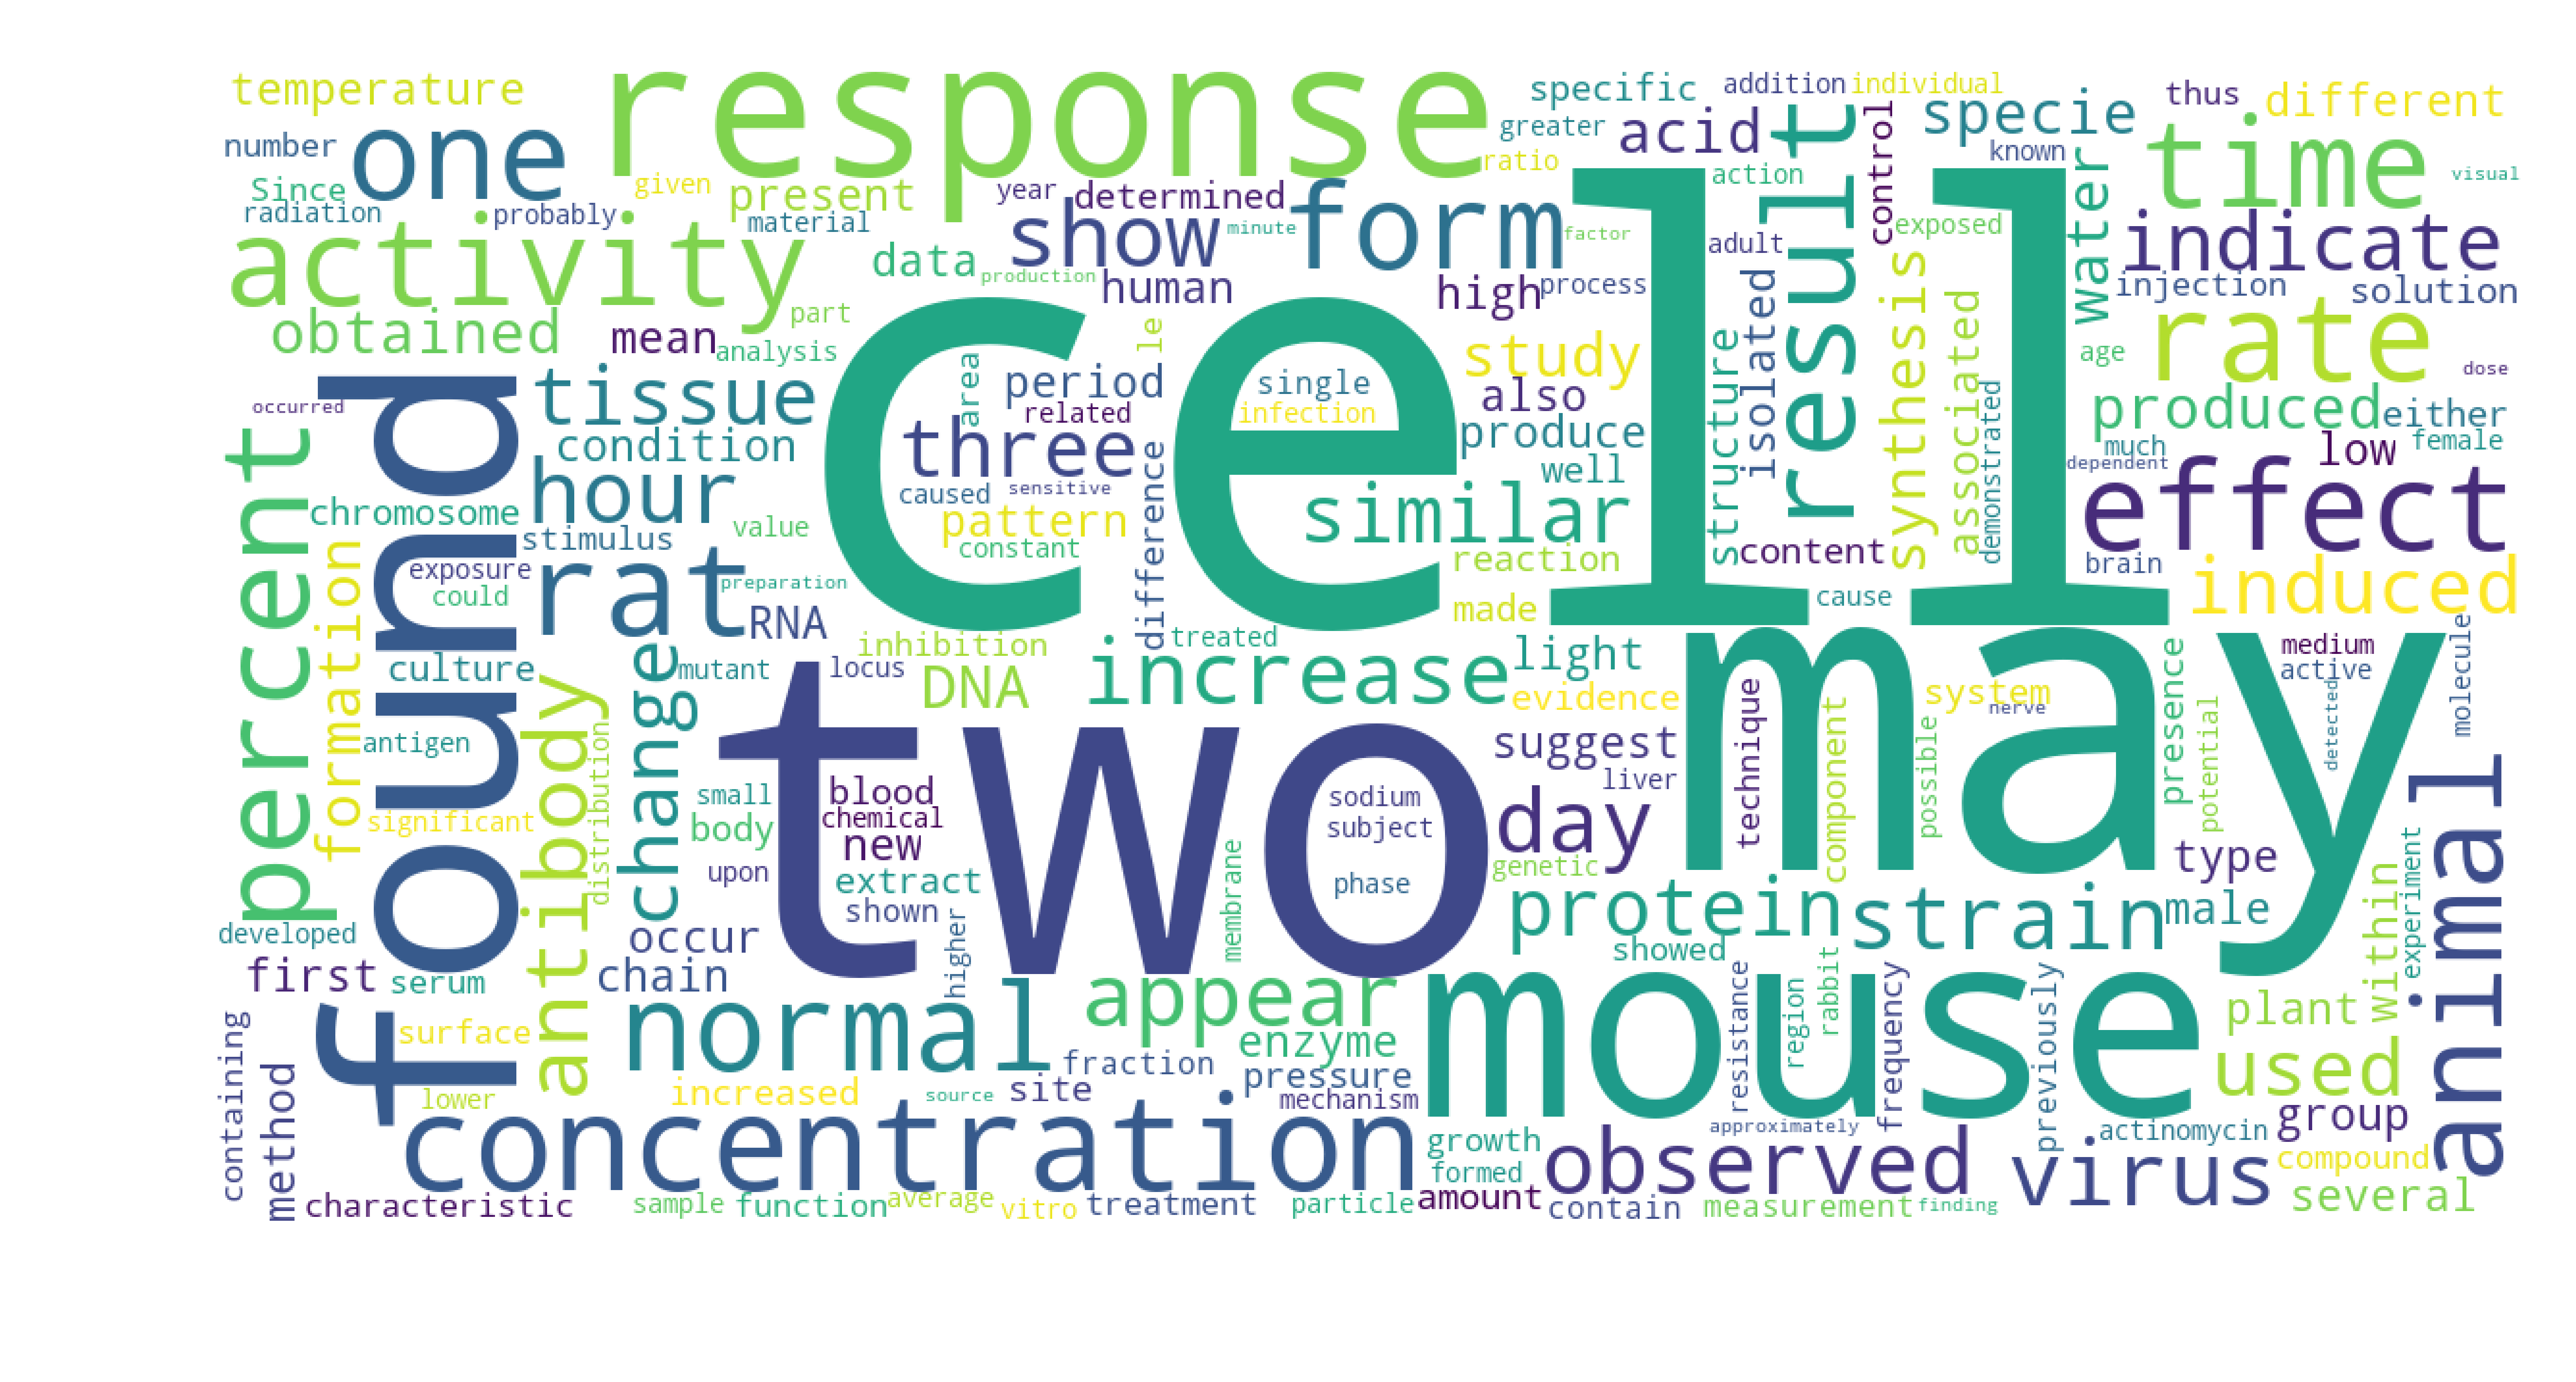 temperature
response
specific
addition
individual
thus
different
number
one
greater
acid
result
control
specie
known
time
visual
Since
given
present
year
determined
ratio
action
water
radiation
probably
material
show
minute
form
factor
adult
exposed
indicate
activity
data
production
human
high
process
isolated
synthesis
associated
injection
solution
obtained
mean
part
analysis
le
cell
study
structure
age
rate
dose
found
tissue
area
period
single
also
demonstrated
produced
either
occurred
related
infection
percent
condition
three
difference
produce
much
female
low
dependent
hour
caused
sensitive
well
effect
chromosome
stimulus
value
pattern
similar
content
constant
reaction
brain
formation
exposure
could
rat
preparation
made
cause
induced
RNA
inhibition
treated
light
may
medium
molecule
culture
change
mutant
locus
DNA
increase
evidence
system
presence
active
antibody
distribution
antigen
two
suggest
technique
component
nerve
possible
potential
detected
significant
small
body
blood
chemical
new
sodium
subject
day
liver
animal
upon
extract
shown
membrane
phase
genetic
type
developed
occur
higher
protein
strain
male
within
experiment
first
serum
chain
showed
containing
method
surface
normal
appear
mouse
resistance
region
rabbit
frequency
previously
plant
lower
increased
source
site
fraction
enzyme
pressure
mechanism
used
concentration
growth
formed
approximately
observed
actinomycin
group
virus
compound
characteristic
sample
function
average
vitro
treatment
particle
amount
contain
measurement
finding
several